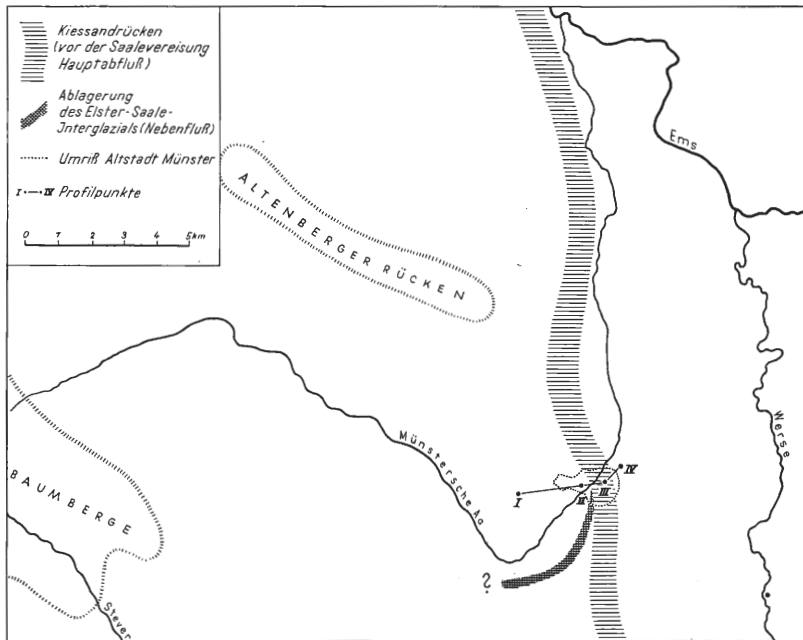 Kiessandrücken
(vor der Saalevereisung
Hauptabfluß)
Ablagerung
des Elster-Saale-
Jnterglazials (Nebenfluß)
Umriß Altstadt Münster
I IV Profilpunkte
0 1 2 3 4 5km
ALTENBERGER RÜCKEN
Ems
Werse
Münstersche Aa
BAUMBERGE
Stever
I
II
III
IV
?